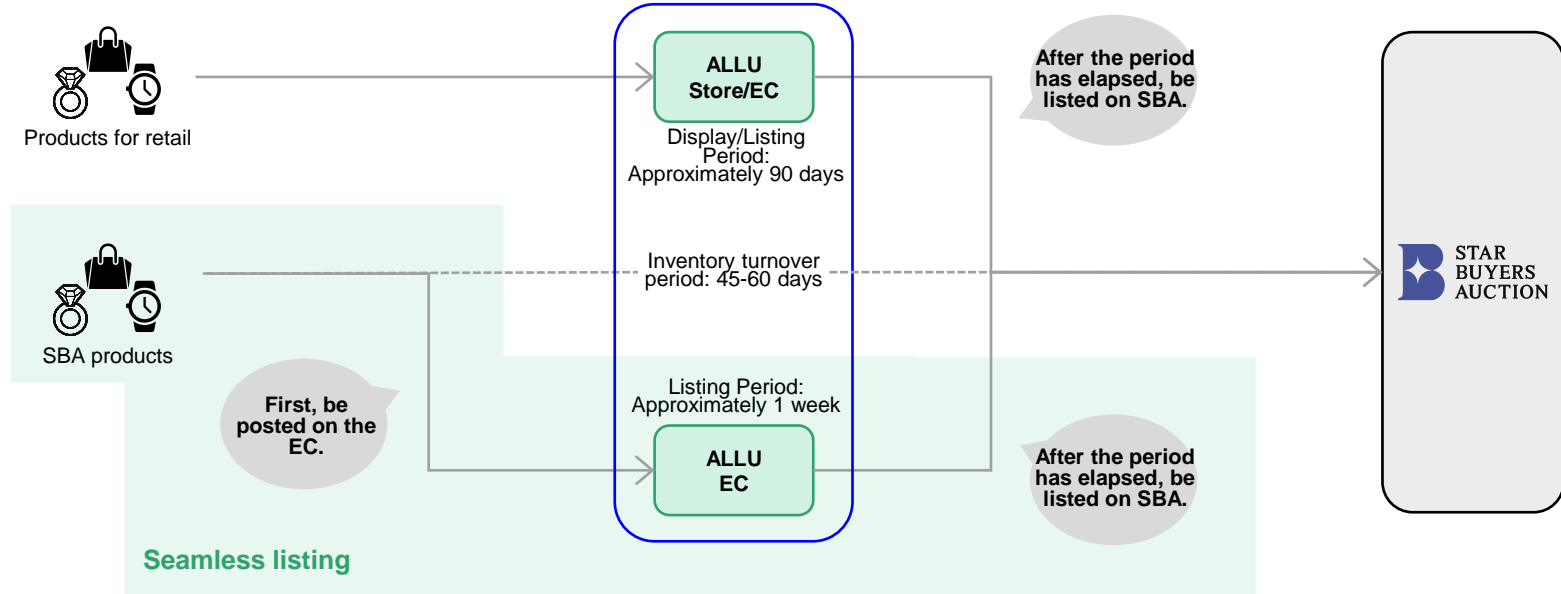 ALLU
Store/EC
After the period
has elapsed, be
listed on SBA.
Products for retail
Display/Listing
Period:
Approximately 90 days
Inventory turnover
period: 45-60 days
STAR
BUYERS
AUCTION
SBA products
First, be
posted on the
EC.
Listing Period:
Approximately 1 week
ALLU
EC
After the period
has elapsed, be
listed on SBA.
Seamless listing